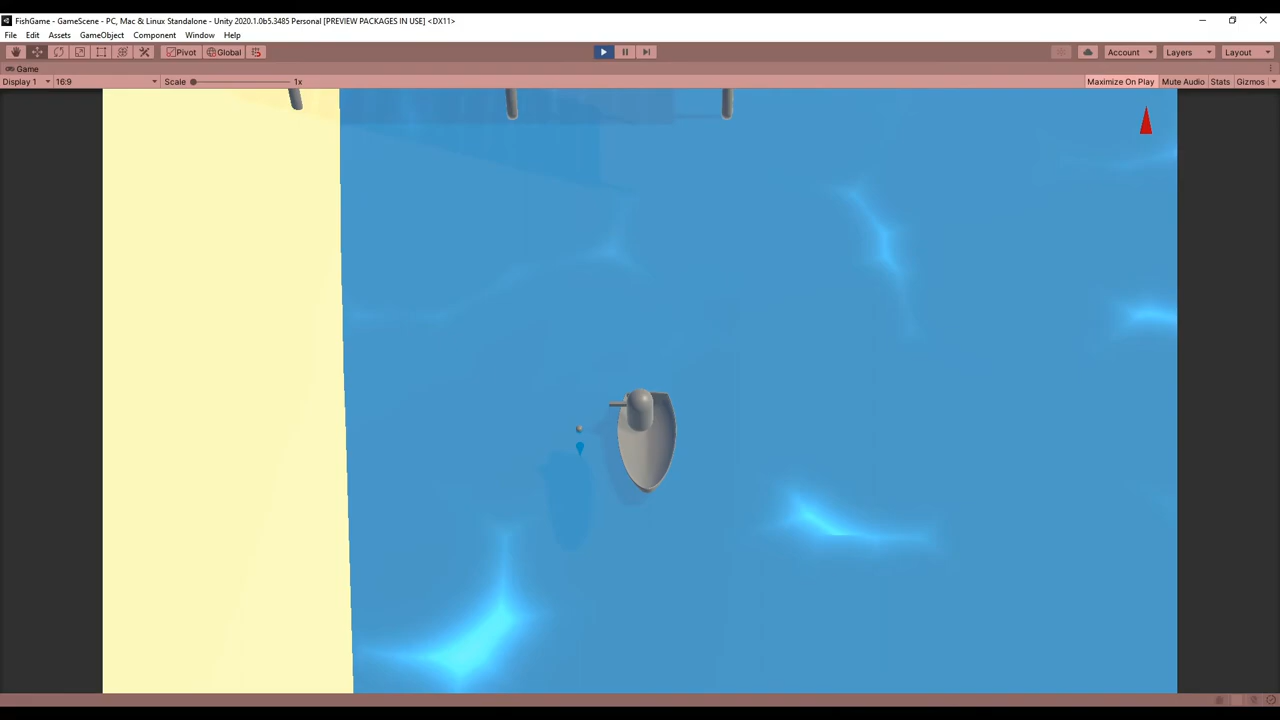 FishGame - GameScene - PC, Mac & Linux Standalone - Unity 2020.1.0b5.3485 Personal [PREVIEW PACKAGES IN USE] <DX11>
File Edit Assets GameObject Component Window Help
Pivot Global Account Layers Layout
Game
Display 1 16:9 Scale 1x Maximize On Play Mute Audio Stats Gizmos